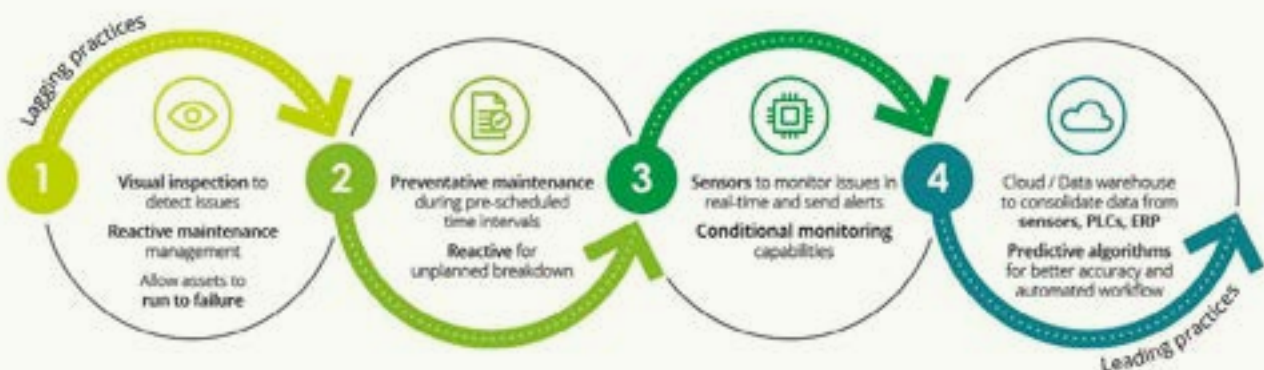 Lagging practices
1
Visual inspection to
detect issues
Reactive maintenance
management
Allow assets to
run to failure
2
Preventative maintenance
during pre-scheduled
time intervals
Reactive for
unplanned breakdown
3
Sensors to monitor issues in
real-time and send alerts
Conditional monitoring
capabilities
4
Cloud / Data warehouse
to consolidate data from
sensors, PLCs, ERP
Predictive algorithms
for better accuracy and
automated workflow
Leading practices